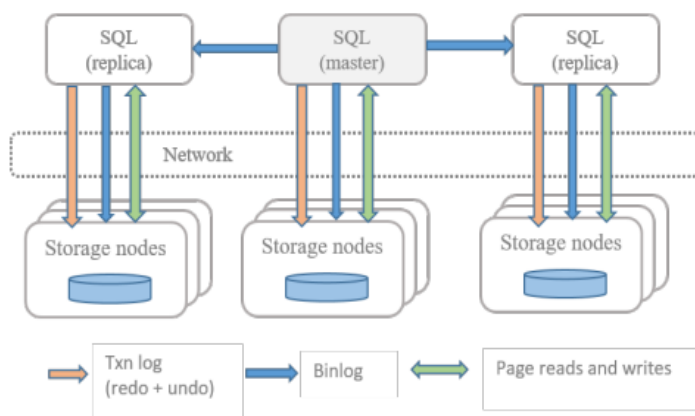 SQL
(replica)
SQL
(master)
SQL
(replica)
Network
Storage nodes
Storage nodes
Storage nodes
Txn log
(redo + undo)
Binlog
Page reads and writes